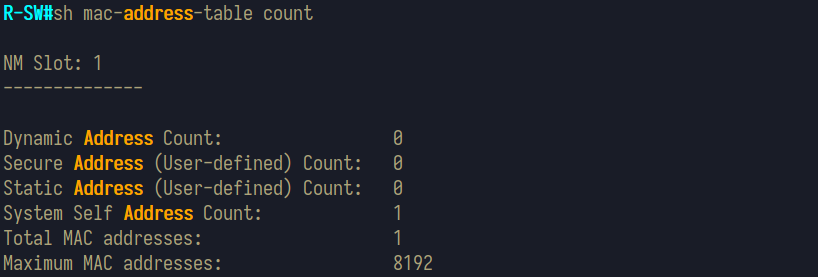 R-SW#sh mac-address-table count
NM Slot: 1
--------------
Dynamic Address Count: 0
Secure Address (User-defined) Count: 0
Static Address (User-defined) Count: 0
System Self Address Count: 1
Total MAC addresses: 1
Maximum MAC addresses: 8192